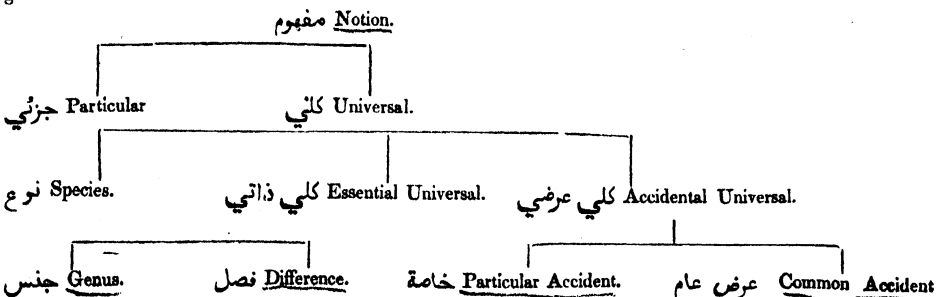 مفهوم Notion.
جزئي Particular كلي Universal.
نوع Species. كلي ذاتي Essential Universal. كلي عرضي Accidental Universal.
جنس Genus. فصل Difference. خاصة Particular Accident. عرض عام Common Accident